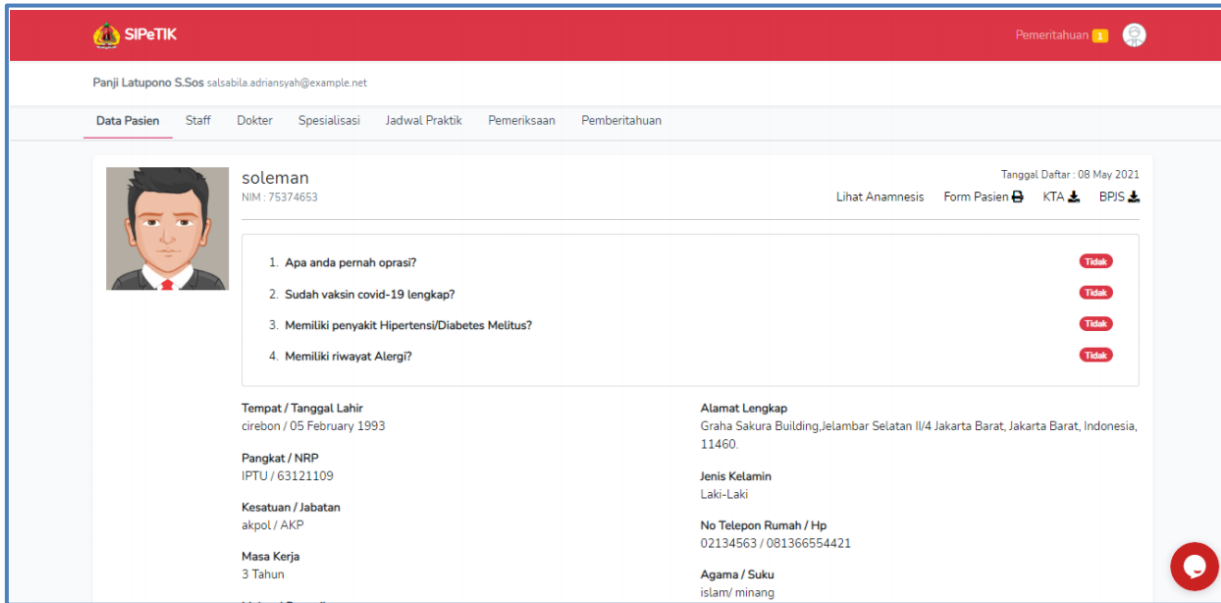 SIPeTIK
Pemeritahuan 1
Panji Latupono S.Sos salsabila.adriansyah@example.net
Data Pasien Staff Dokter Spesialisasi Jadwal Praktik Pemeriksaan Pemberitahuan
soleman
NIM : 75374653
Tanggal Daftar : 08 May 2021
Lihat Anamnesis Form Pasien KTA BPJS
1. Apa anda pernah oprasi? Tidak
2. Sudah vaksin covid-19 lengkap? Tidak
3. Memiliki penyakit Hipertensi/Diabetes Melitus? Tidak
4. Memiliki riwayat Alergi? Tidak
Tempat / Tanggal Lahir
cirebon / 05 February 1993
Pangkat / NRP
IPTU / 63121109
Kesatuan / Jabatan
akpol / AKP
Masa Kerja
3 Tahun
Alamat Lengkap
Graha Sakura Building,Jelambar Selatan II/4 Jakarta Barat, Jakarta Barat, Indonesia,
11460.
Jenis Kelamin
Laki-Laki
No Telepon Rumah / Hp
02134563 / 081366554421
Agama / Suku
islam/ minang